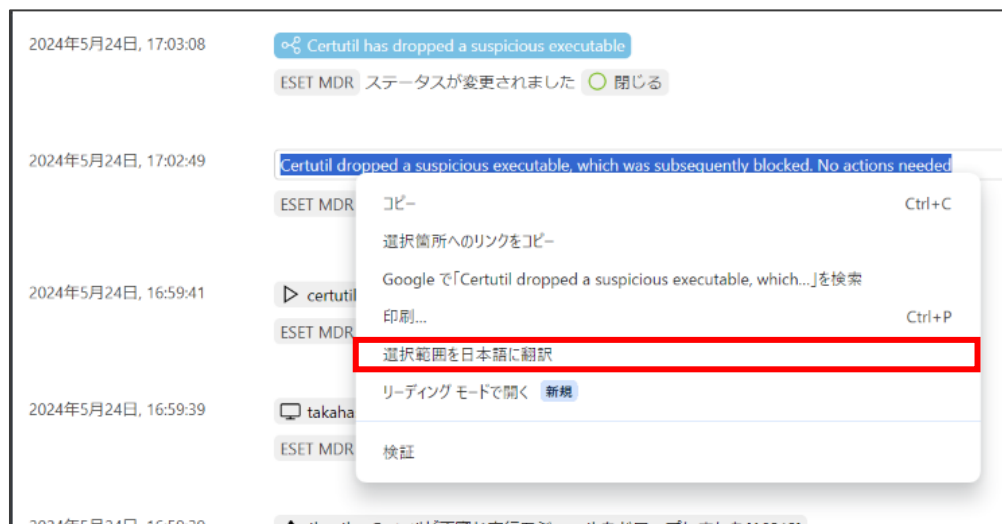 2024年5月24日, 17:03:08
Certutil has dropped a suspicious executable
ESET MDR ステータスが変更されました 閉じる
2024年5月24日, 17:02:49
Certutil dropped a suspicious executable, which was subsequently blocked. No actions needed
ESET MDR
コピー Ctrl+C
選択箇所へのリンクをコピー
Google で「Certutil dropped a suspicious executable, which...」を検索
2024年5月24日, 16:59:41
certutil
印刷... Ctrl+P
ESET MDR
選択範囲を日本語に翻訳
リーディング モードで開く 新規
2024年5月24日, 16:59:39
takaha
ESET MDR
検証